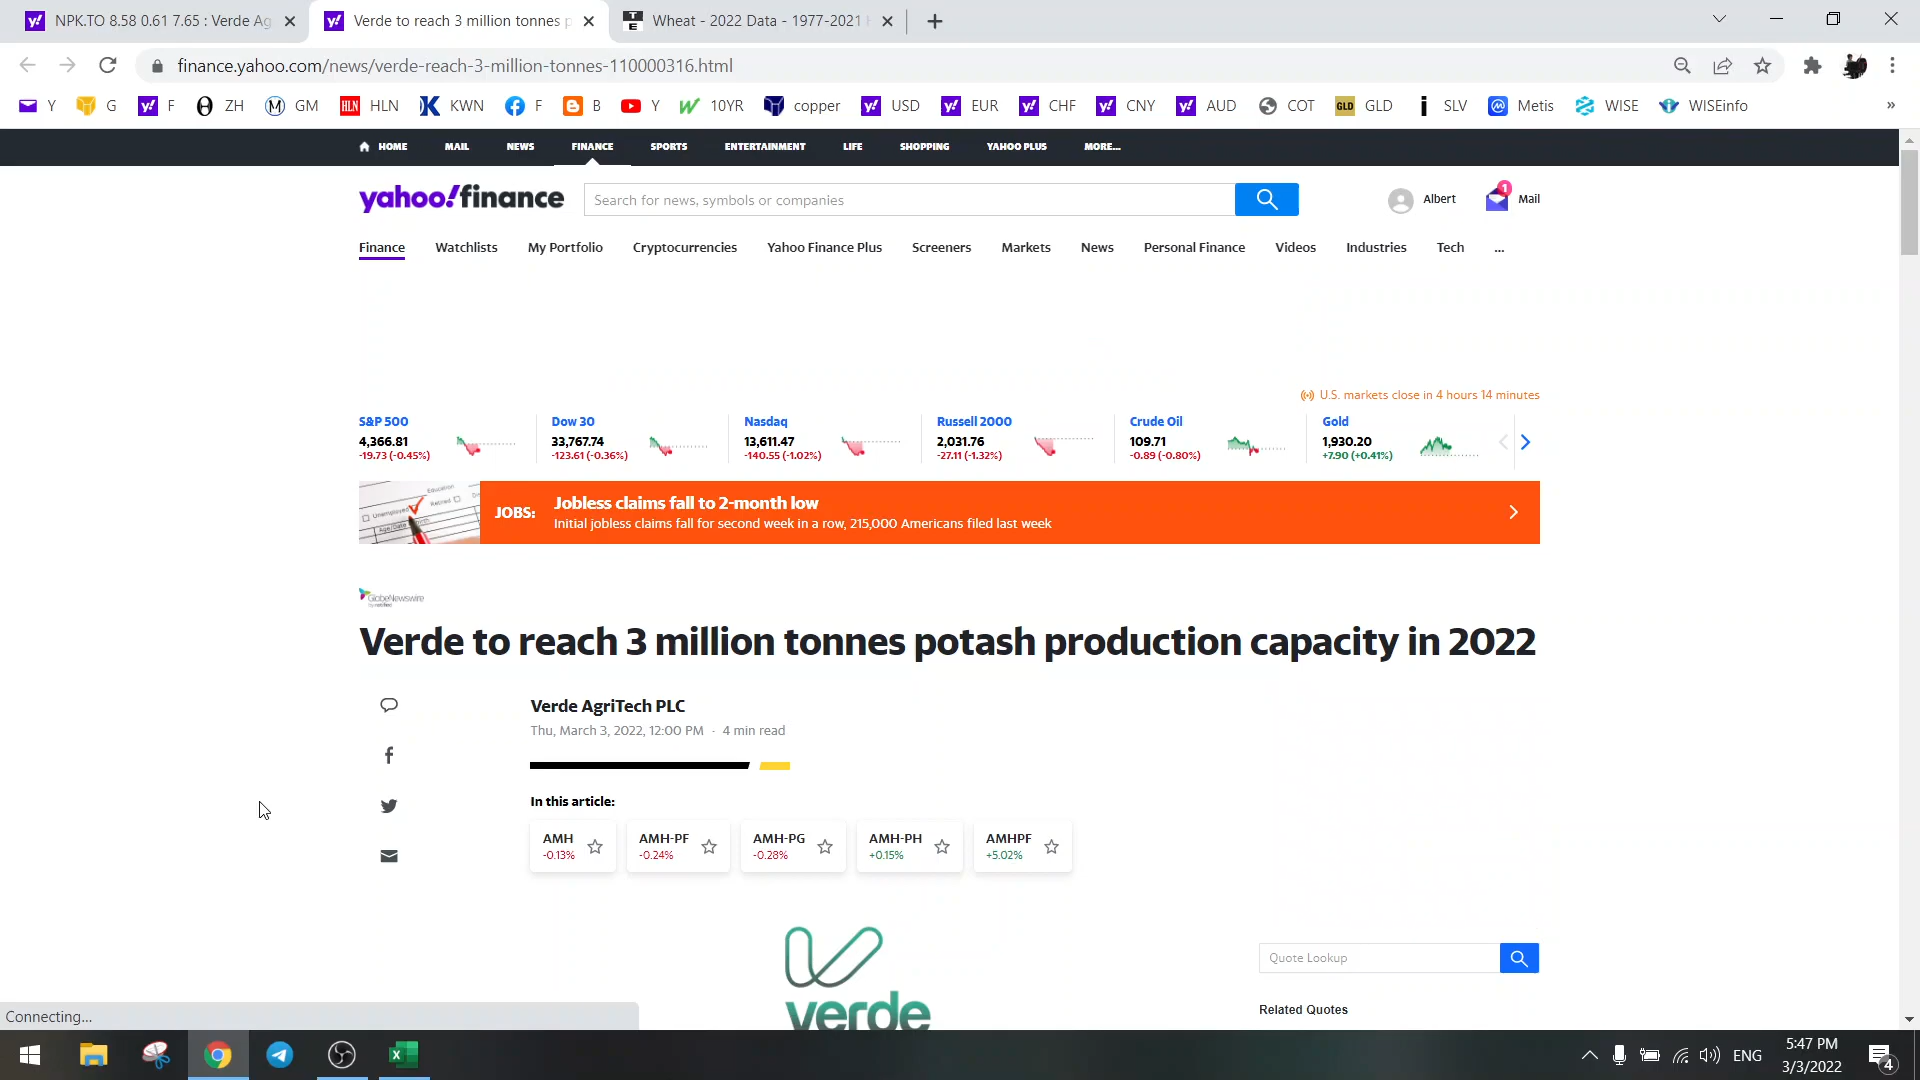 NPK.TO 8.58 0.61 7.65 : Verde Ag
Verde to reach 3 million tonnes p
Wheat - 2022 Data - 1977-2021 H
finance.yahoo.com/news/verde-reach-3-million-tonnes-110000316.html
Y G F ZH GM HLN KWN F B Y 10YR copper USD EUR CHF CNY AUD COT GLD SLV Metis WISE WISEinfo »
HOME MAIL NEWS FINANCE SPORTS ENTERTAINMENT LIFE SHOPPING YAHOO PLUS MORE...
yahoo!finance
Search for news, symbols or companies
Albert
1
Mail
Finance Watchlists My Portfolio Cryptocurrencies Yahoo Finance Plus Screeners Markets News Personal Finance Videos Industries Tech ...
U.S. markets close in 4 hours 14 minutes
S&P 500 Dow 30 Nasdaq Russell 2000 Crude Oil Gold
4,366.81 33,767.74 13,611.47 2,031.76 109.71 1,930.20
-19.73 (-0.45%) -123.61 (-0.36%) -140.55 (-1.02%) -27.11 (-1.32%) -0.89 (-0.80%) +7.90 (+0.41%)
JOBS:
Jobless claims fall to 2-month low
Initial jobless claims fall for second week in a row, 215,000 Americans filed last week
GlobeNewswire
Verde to reach 3 million tonnes potash production capacity in 2022
Verde AgriTech PLC
Thu, March 3, 2022, 12:00 PM · 4 min read
In this article:
AMH AMH-PF AMH-PG AMH-PH AMHPF
-0.13% -0.24% -0.28% +0.15% +5.02%
verde
Quote Lookup
Related Quotes
Connecting...
ENG
5:47 PM
3/3/2022
4